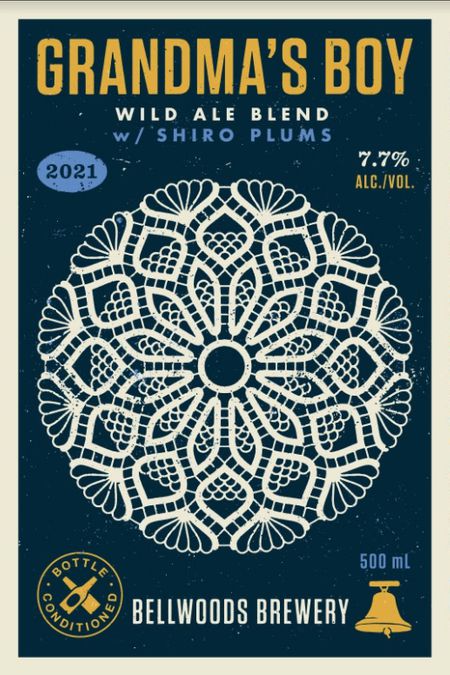 GRANDMA'S BOY
WILD ALE BLEND
w/ SHIRO PLUMS
2021
7.7%
ALC./VOL.
500 mL
BOTTLE
CONDITIONED
BELLWOODS BREWERY